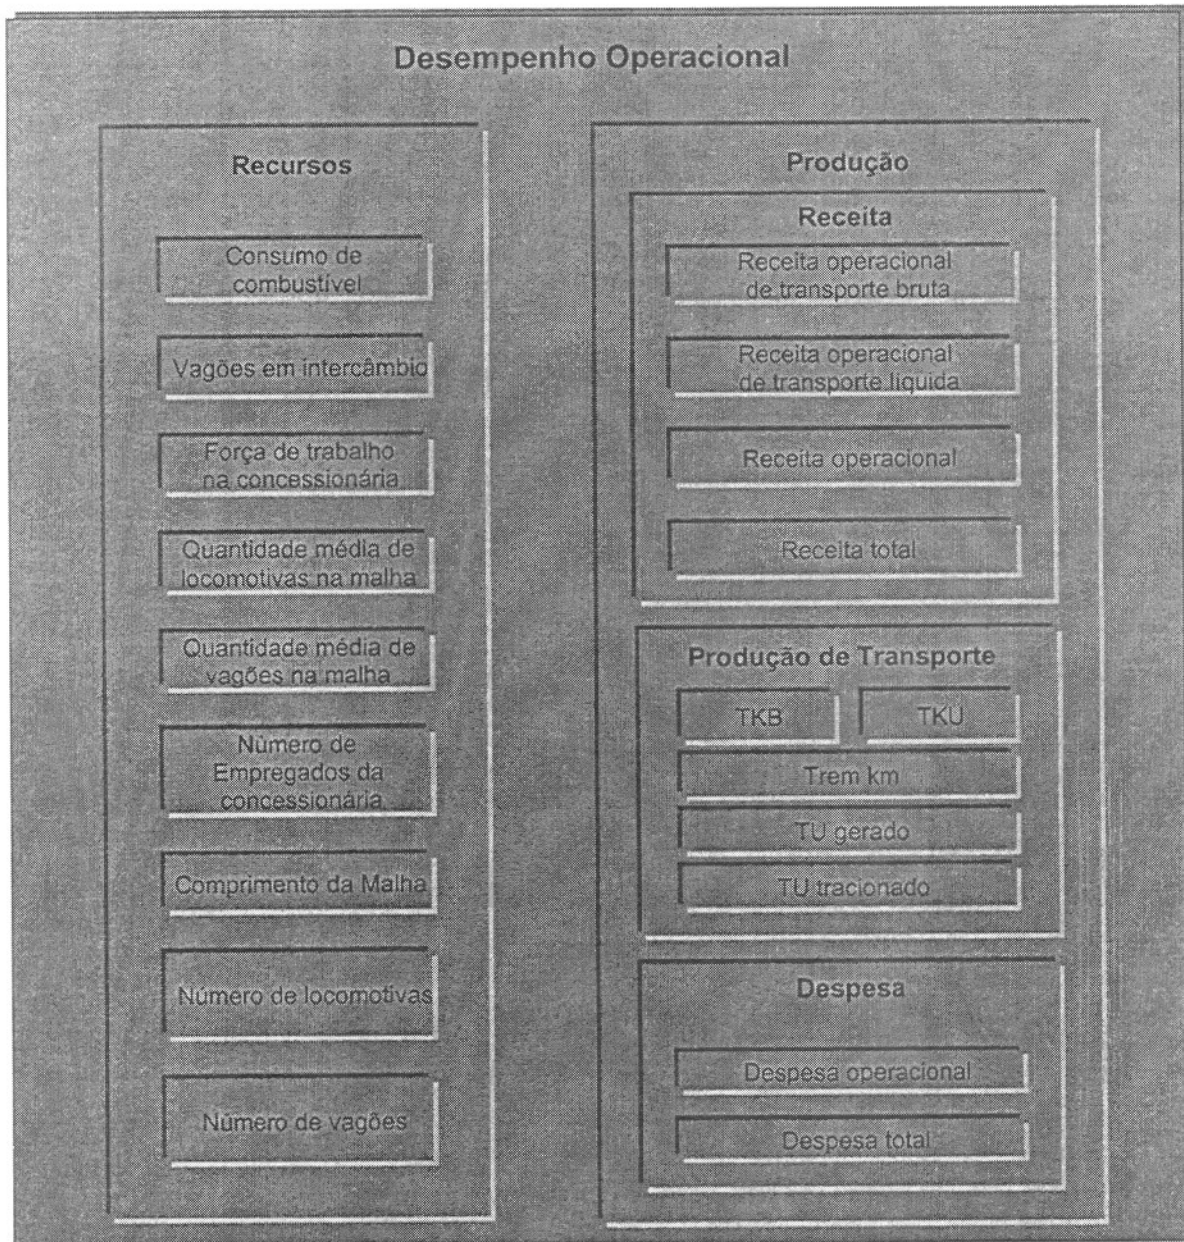 Desempenho Operacional
Recursos
Consumo de
combustível
Vagões em intercâmbio
Força de trabalho
na concessionária
Quantidade média de
locomotivas na malha
Quantidade média de
vagões na malha
Número de
Empregados da
concessionária
Comprimento da Malha
Número de locomotivas
Número de vagões
Produção
Receita
Receita operacional
de transporte bruta
Receita operacional
de transporte líquida
Receita operacional
Receita total
Produção de Transporte
TKB
TKU
Trem km
TU gerado
TU tracionado
Despesa
Despesa operacional
Despesa total